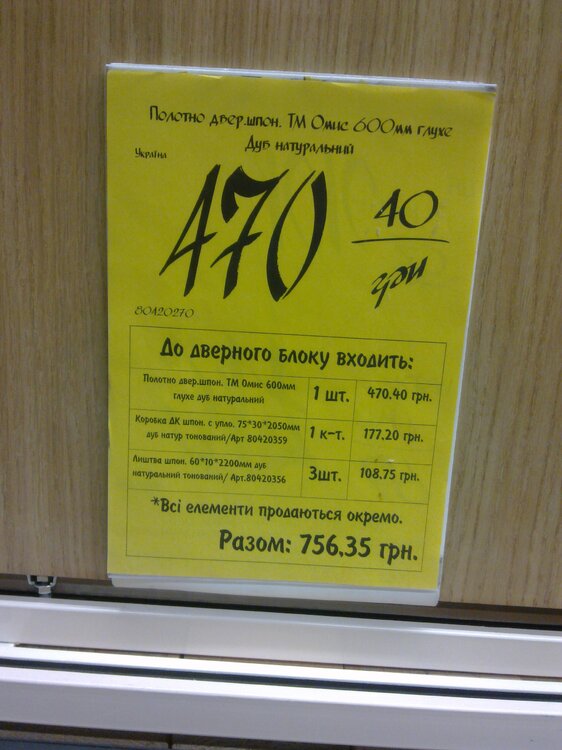 Полотно двер.шпон. ТМ Омис 600мм глухе
Дуб натуральний
Україна
470 40
грн
80420270
До дверного блоку входить:
Полотно двер.шпон. ТМ Омис 600мм
глухе дуб натуральний
1 шт.
470.40 грн.
Коробка ДК шпон. с упло. 75*30*2050мм
дуб натур тонований/Арт 80420359
1 к-т.
177.20 грн.
Лиштва шпон. 60*10*2200мм дуб
натуральний тонований/ Арт.80420356
3шт.
108,75 грн.
*Всі елементи продаються окремо.
Разом: 756,35 грн.